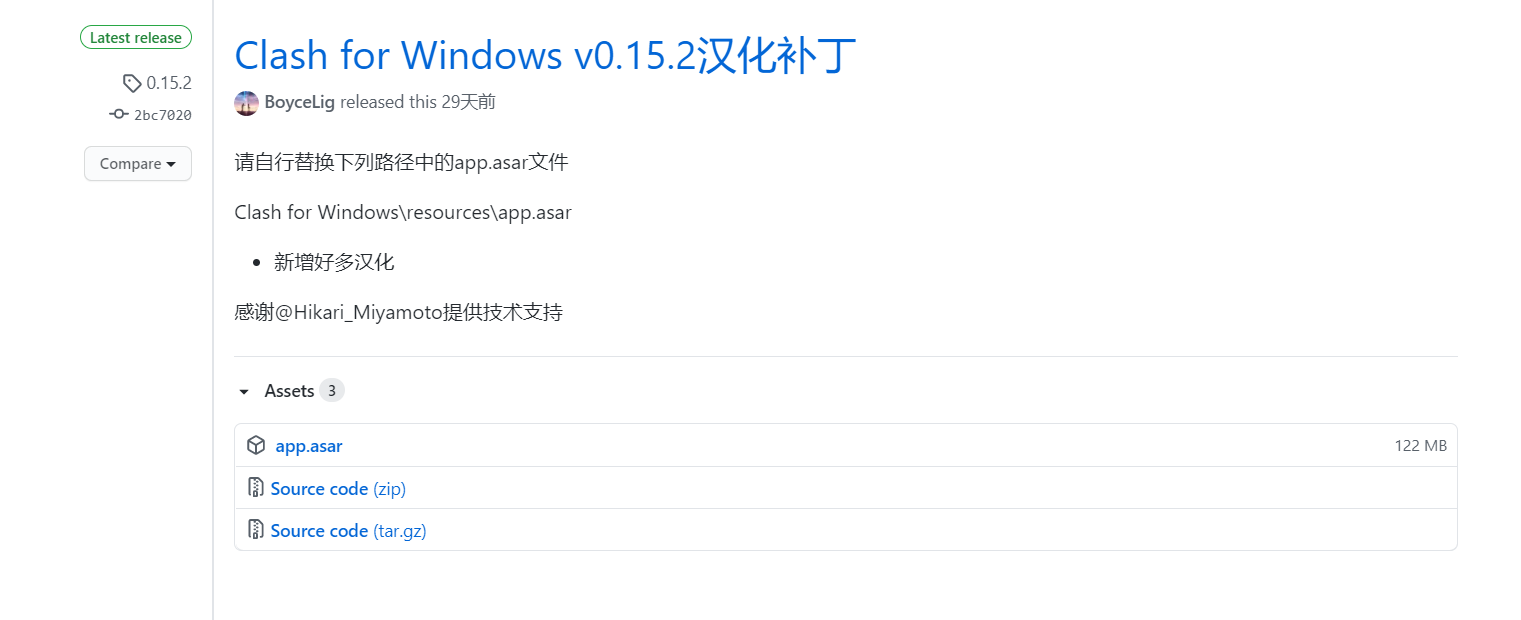 Latest release
0.15.2
2bc7020
Compare
Clash for Windows v0.15.2汉化补丁
BoyceLig released this 29天前
请自行替换下列路径中的app.asar文件
Clash for Windows\resources\app.asar
新增好多汉化
感谢@Hikari_Miyamoto提供技术支持
Assets 3
app.asar 122 MB
Source code (zip)
Source code (tar.gz)